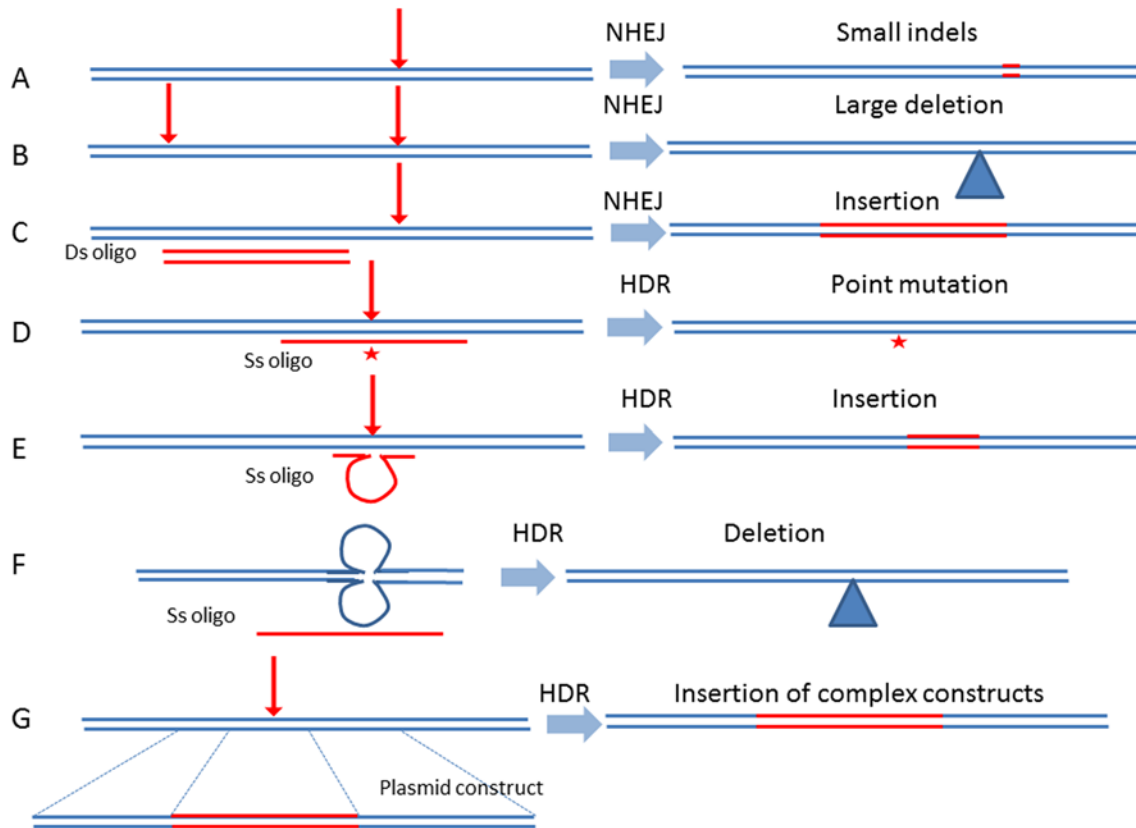 A
NHEJ
Small indels
B
NHEJ
Large deletion
C
Ds oligo
NHEJ
Insertion
D
Ss oligo
HDR
Point mutation
E
Ss oligo
HDR
Insertion
F
Ss oligo
HDR
Deletion
G
HDR
Insertion of complex constructs
Plasmid construct